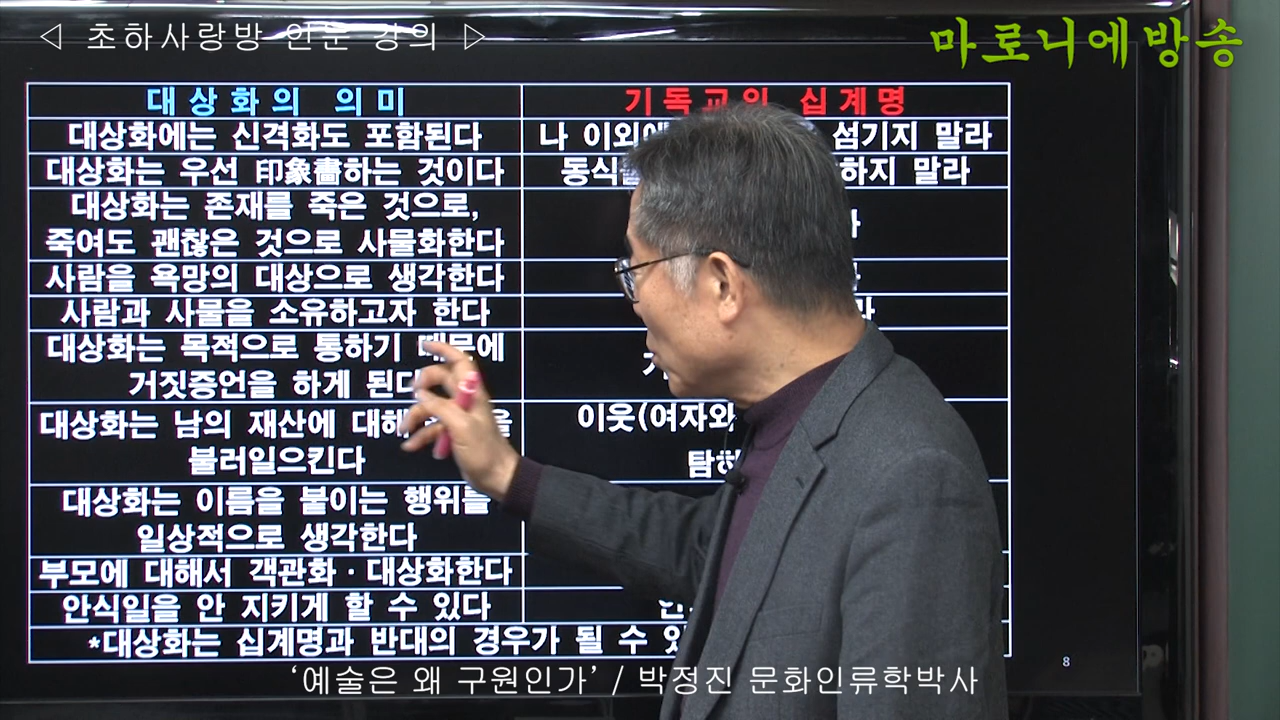 ◁ 초하사랑방 인문 강의 ▷
마로니에방송
대상화의 의미
기독교의 십계명
대상화에는 신격화도 포함된다
나 이외에 섬기지 말라
대상화는 우선 印象畵하는 것이다
하지 말라
대상화는 존재를 죽은 것으로,
죽여도 괜찮은 것으로 사물화한다
사람을 욕망의 대상으로 생각한다
사람과 사물을 소유하고자 한다
대상화는 목적으로 통하기 때문에
거짓증언을 하게 된다
대상화는 남의 재산에 대해
불러일으킨다
이웃(여자와
대상화는 이름을 붙이는 행위를
일상적으로 생각한다
부모에 대해서 객관화·대상화한다
안식일을 안 지키게 할 수 있다
*대상화는 십계명과 반대의 경우가 될 수
8
‘예술은 왜 구원인가’ / 박정진 문화인류학박사